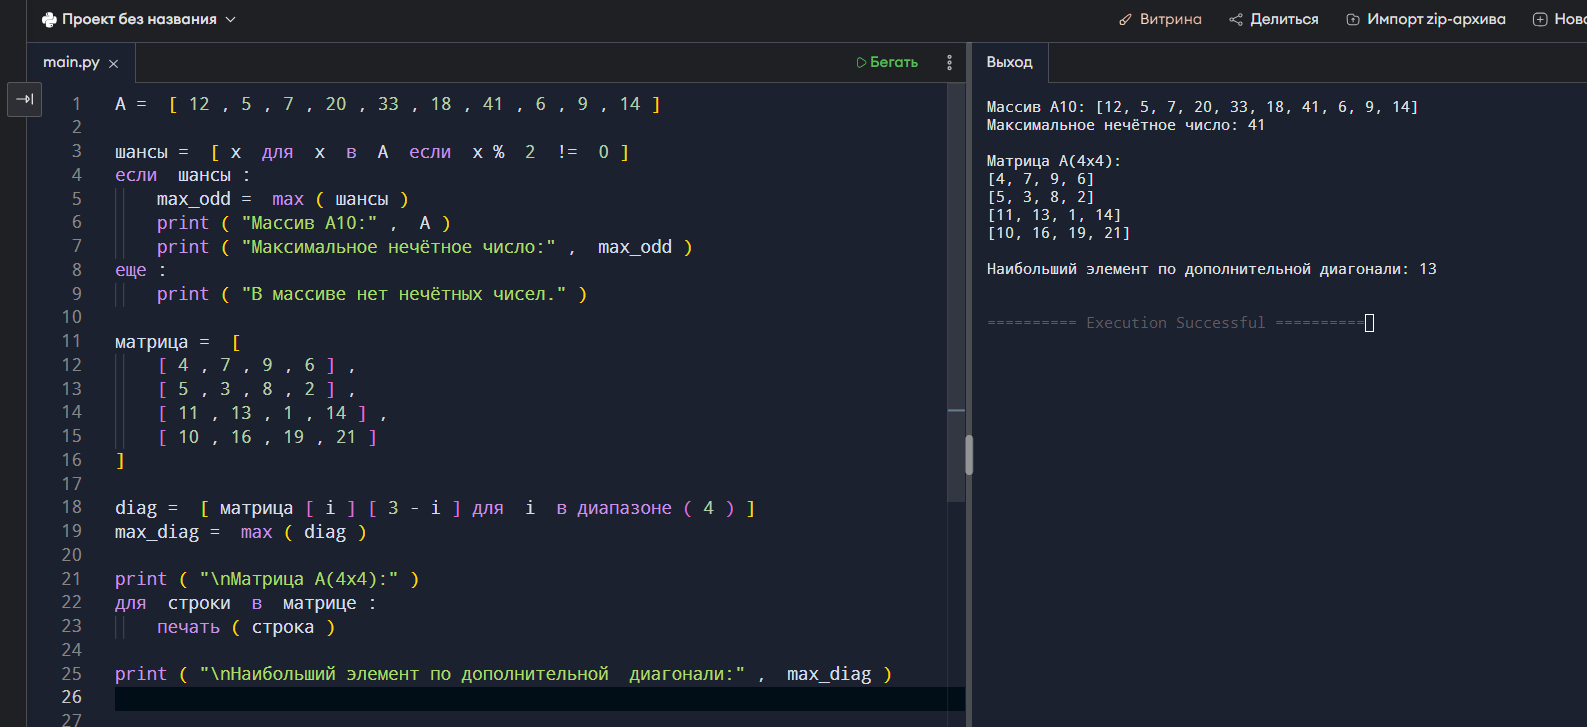 Проект без названия
Витрина
Делиться
Импорт zip-архива
main.py
Бегать
Выход
1 A = [ 12 , 5 , 7 , 20 , 33 , 18 , 41 , 6 , 9 , 14 ]
2
3 шансы = [ x для x в A если x % 2 != 0 ]
4 если шансы :
5 max_odd = max ( шансы )
6 print ( "Массив A10:" , A )
7 print ( "Максимальное нечётное число:" , max_odd )
8 еще :
9 print ( "В массиве нет нечётных чисел." )
10
11 матрица = [
12 [ 4 , 7 , 9 , 6 ] ,
13 [ 5 , 3 , 8 , 2 ] ,
14 [ 11 , 13 , 1 , 14 ] ,
15 [ 10 , 16 , 19 , 21 ]
16 ]
17
18 diag = [ матрица [ i ] [ 3 - i ] для i в диапазоне ( 4 ) ]
19 max_diag = max ( diag )
20
21 print ( "\nМатрица A(4x4):" )
22 для строки в матрице :
23 печать ( строка )
24
25 print ( "\nНаибольший элемент по дополнительной диагонали:" , max_diag )
26
27
Массив A10: [12, 5, 7, 20, 33, 18, 41, 6, 9, 14]
Максимальное нечётное число: 41
Матрица A(4x4):
[4, 7, 9, 6]
[5, 3, 8, 2]
[11, 13, 1, 14]
[10, 16, 19, 21]
Наибольший элемент по дополнительной диагонали: 13
========== Execution Successful ==========